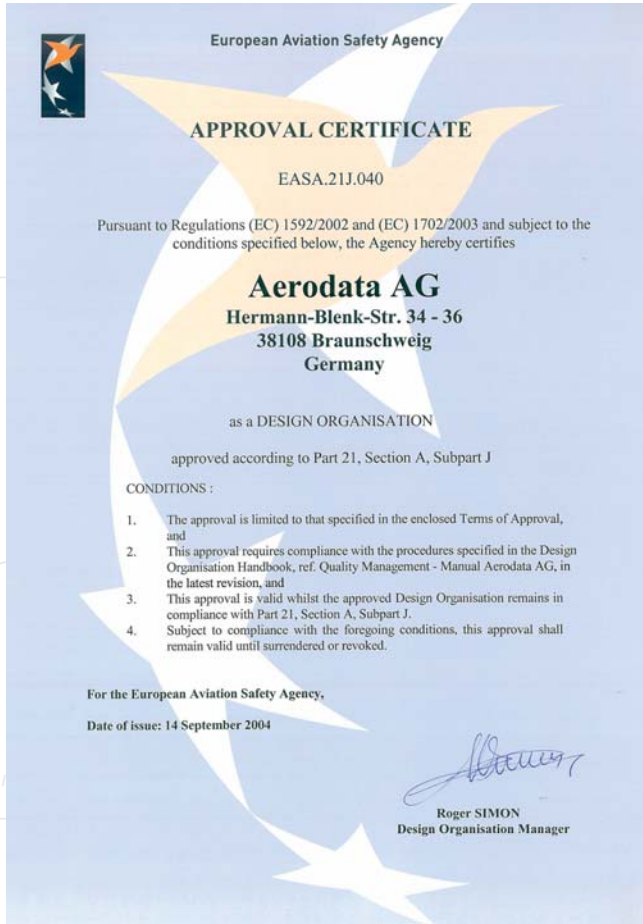 European Aviation Safety Agency
APPROVAL CERTIFICATE
EASA.21J.040
Pursuant to Regulations (EC) 1592/2002 and (EC) 1702/2003 and subject to the
conditions specified below, the Agency hereby certifies
Aerodata AG
Hermann-Blenk-Str. 34 - 36
38108 Braunschweig
Germany
as a DESIGN ORGANISATION
approved according to Part 21, Section A, Subpart J
CONDITIONS :
1. The approval is limited to that specified in the enclosed Terms of Approval,
and
2. This approval requires compliance with the procedures specified in the Design
Organisation Handbook, ref. Quality Management - Manual Aerodata AG, in
the latest revision, and
3. This approval is valid whilst the approved Design Organisation remains in
compliance with Part 21, Section A, Subpart J.
4. Subject to compliance with the foregoing conditions, this approval shall
remain valid until surrendered or revoked.
For the European Aviation Safety Agency,
Date of issue: 14 September 2004
Roger SIMON
Design Organisation Manager